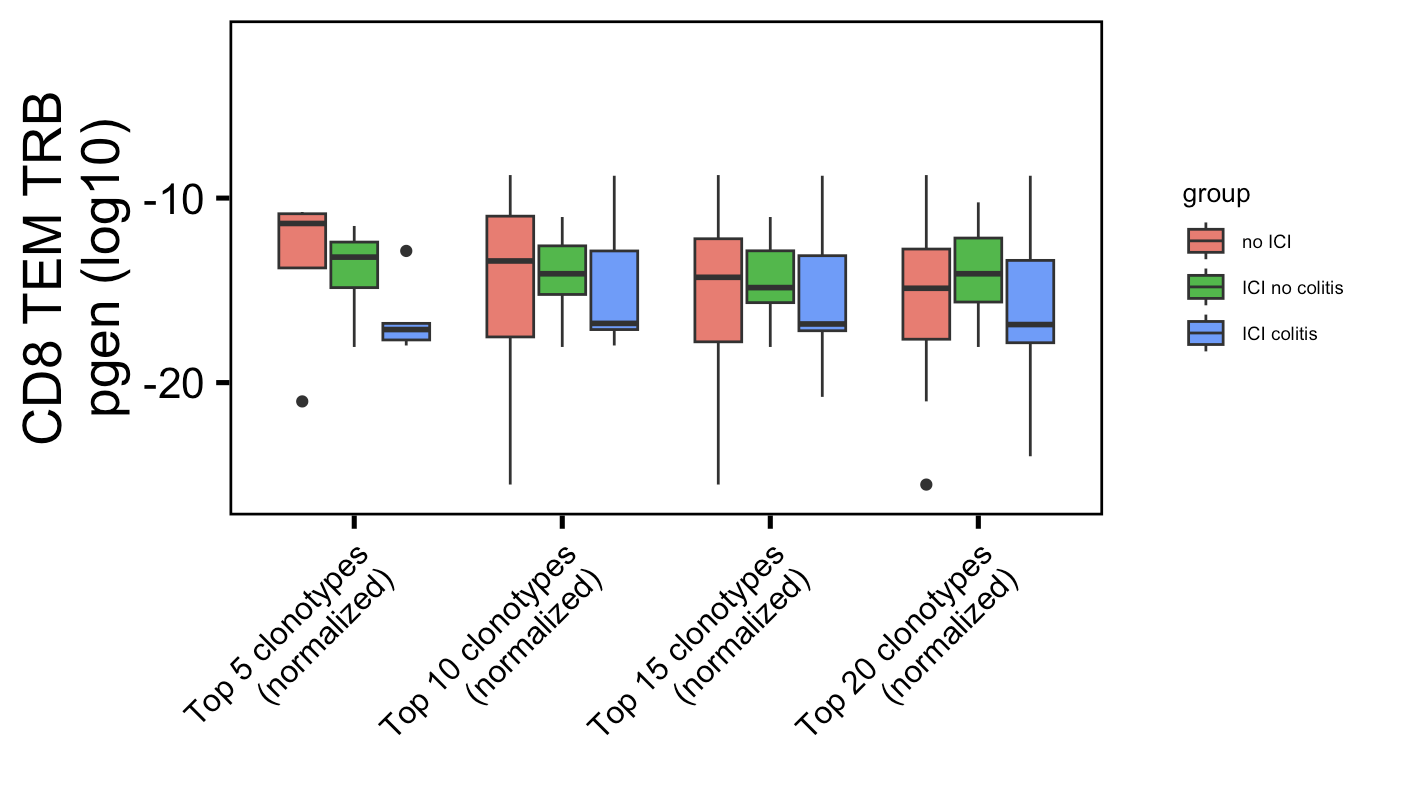 CD8 TEM TRB
pgen (log10)
-10
-20
Top 5 clonotypes
(normalized)
Top 10 clonotypes
(normalized)
Top 15 clonotypes
(normalized)
Top 20 clonotypes
(normalized)
group
no ICI
ICI no colitis
ICI colitis